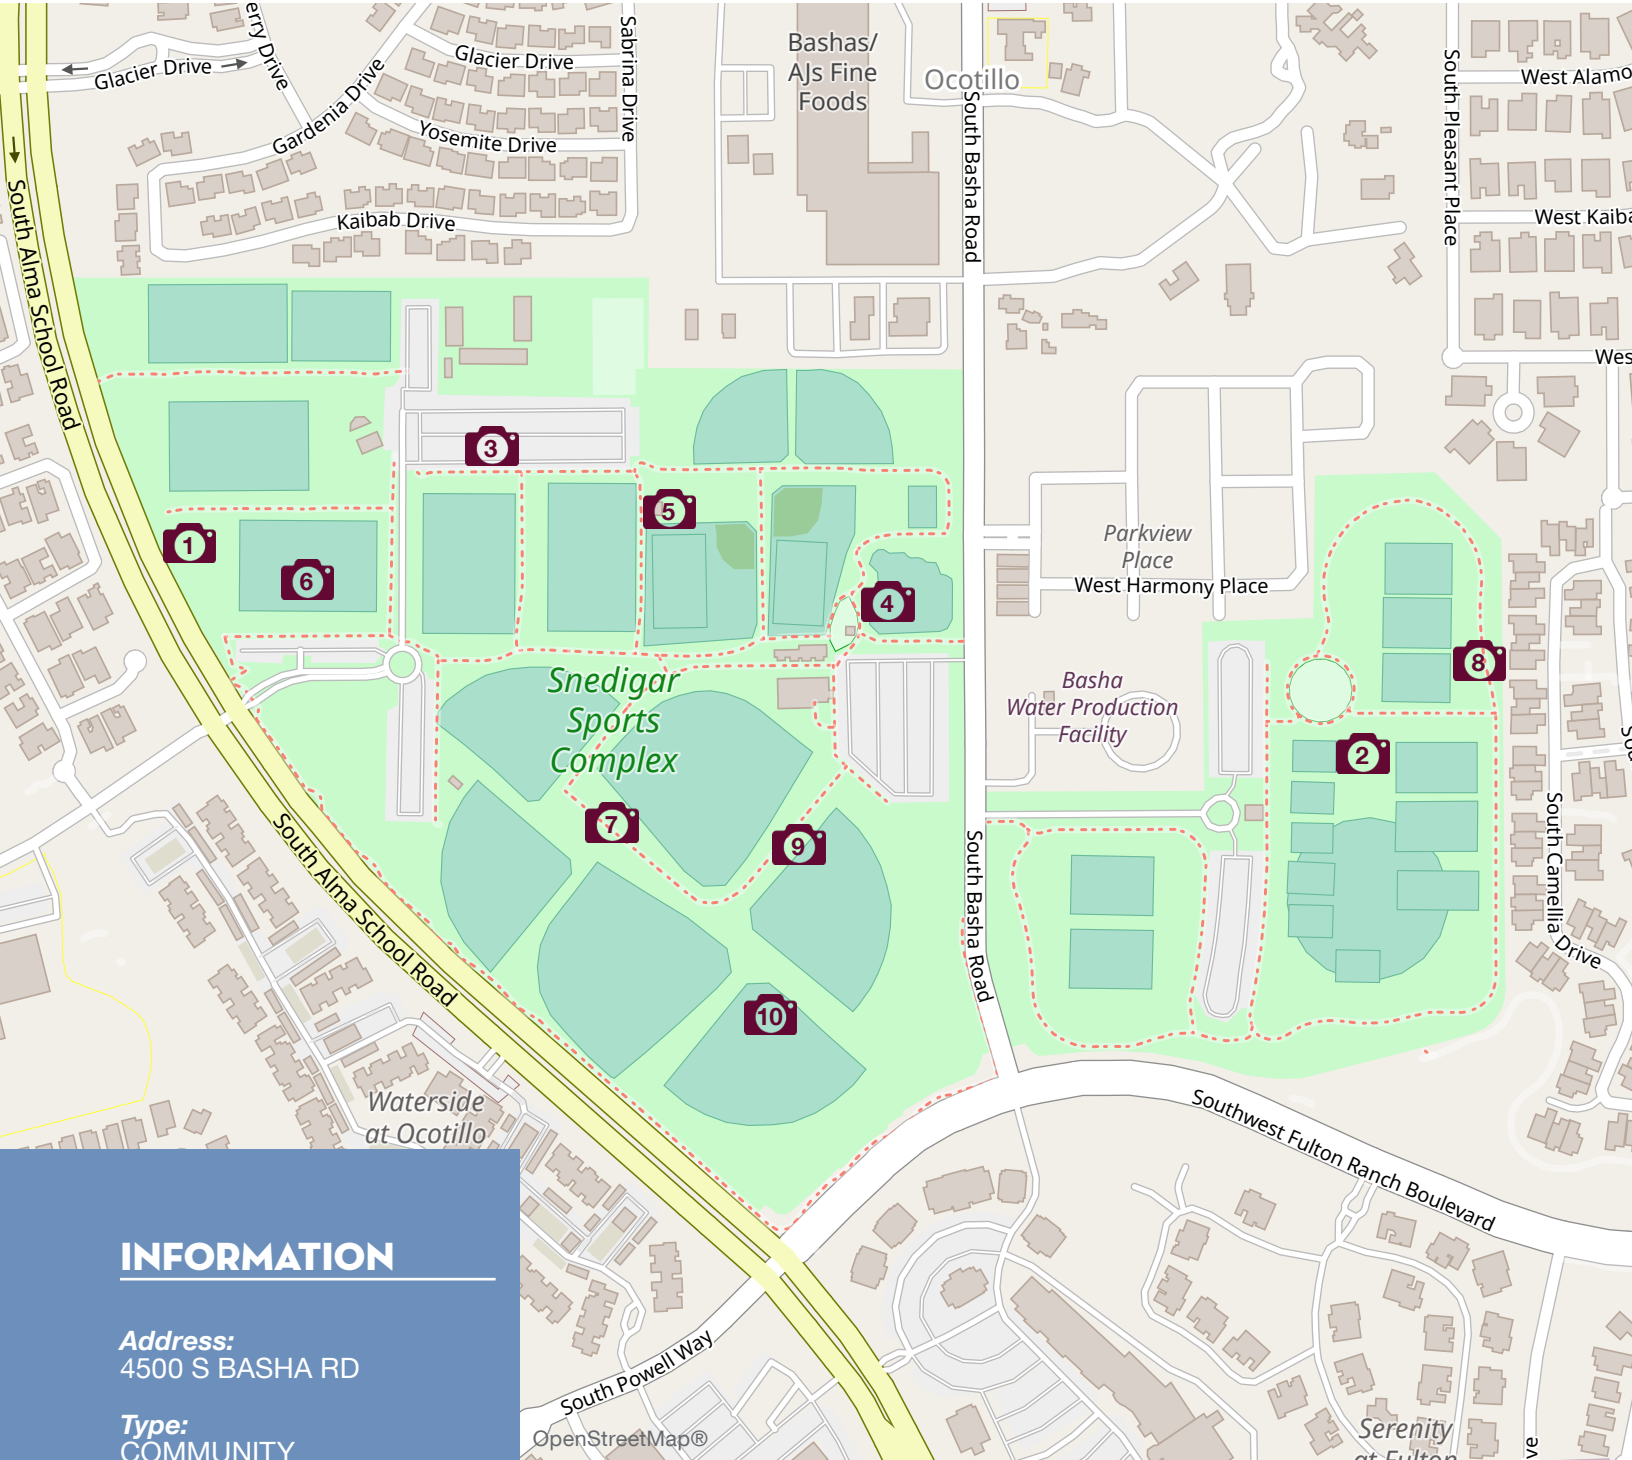 erry Drive
Glacier Drive
Glacier Drive
Sabrina Drive
Gardenia Drive
Yosemite Drive
Kaibab Drive
Bashas/
AJs Fine
Foods
Ocotillo
South Basha Road
South Pleasant Place
West Alamo
West Kaiba
Wes
South Alma School Road
3
5
1
6
4
Parkview
Place
West Harmony Place
Snedigar
Sports
Complex
Basha
Water Production
Facility
8
2
7
9
South Alma School Road
South Basha Road
South Camellia Drive
Sou
10
Waterside
at Ocotillo
Southwest Fulton Ranch Boulevard
South Powell Way
OpenStreetMap®
Serenity
at Fulton
ve
INFORMATION
Address:
4500 S BASHA RD
Type:
COMMUNITY